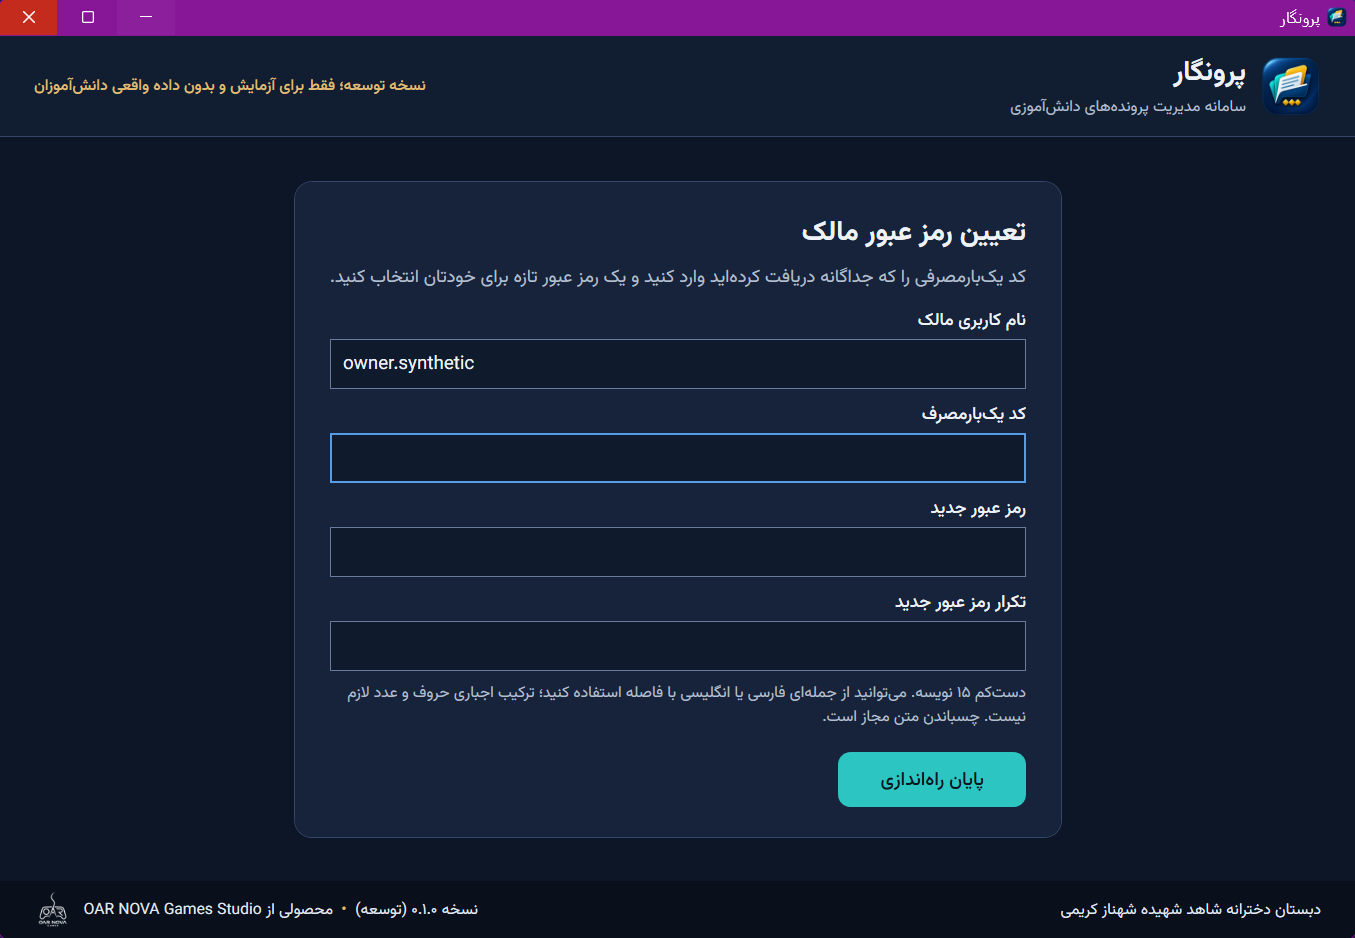 پرونگار
پرونگار
سامانه مدیریت پرونده‌های دانش‌آموزی
نسخه توسعه؛ فقط برای آزمایش و بدون داده واقعی دانش‌آموزان
تعیین رمز عبور مالک
کد یک‌بارمصرفی را که جداگانه دریافت کرده‌اید وارد کنید و یک رمز عبور تازه برای خودتان انتخاب کنید.
نام کاربری مالک
owner.synthetic
کد یک‌بارمصرف
رمز عبور جدید
تکرار رمز عبور جدید
دست‌کم ۱۵ نویسه. می‌توانید از جمله‌ای فارسی یا انگلیسی با فاصله استفاده کنید؛ ترکیب اجباری حروف و عدد لازم
نیست. چسباندن متن مجاز است.
پایان راه‌اندازی
دبستان دخترانه شاهد شهیده شهناز کریمی
نسخه ۰.۱.۰ (توسعه) • محصولی از OAR NOVA Games Studio
OAR NOVA
GAMES